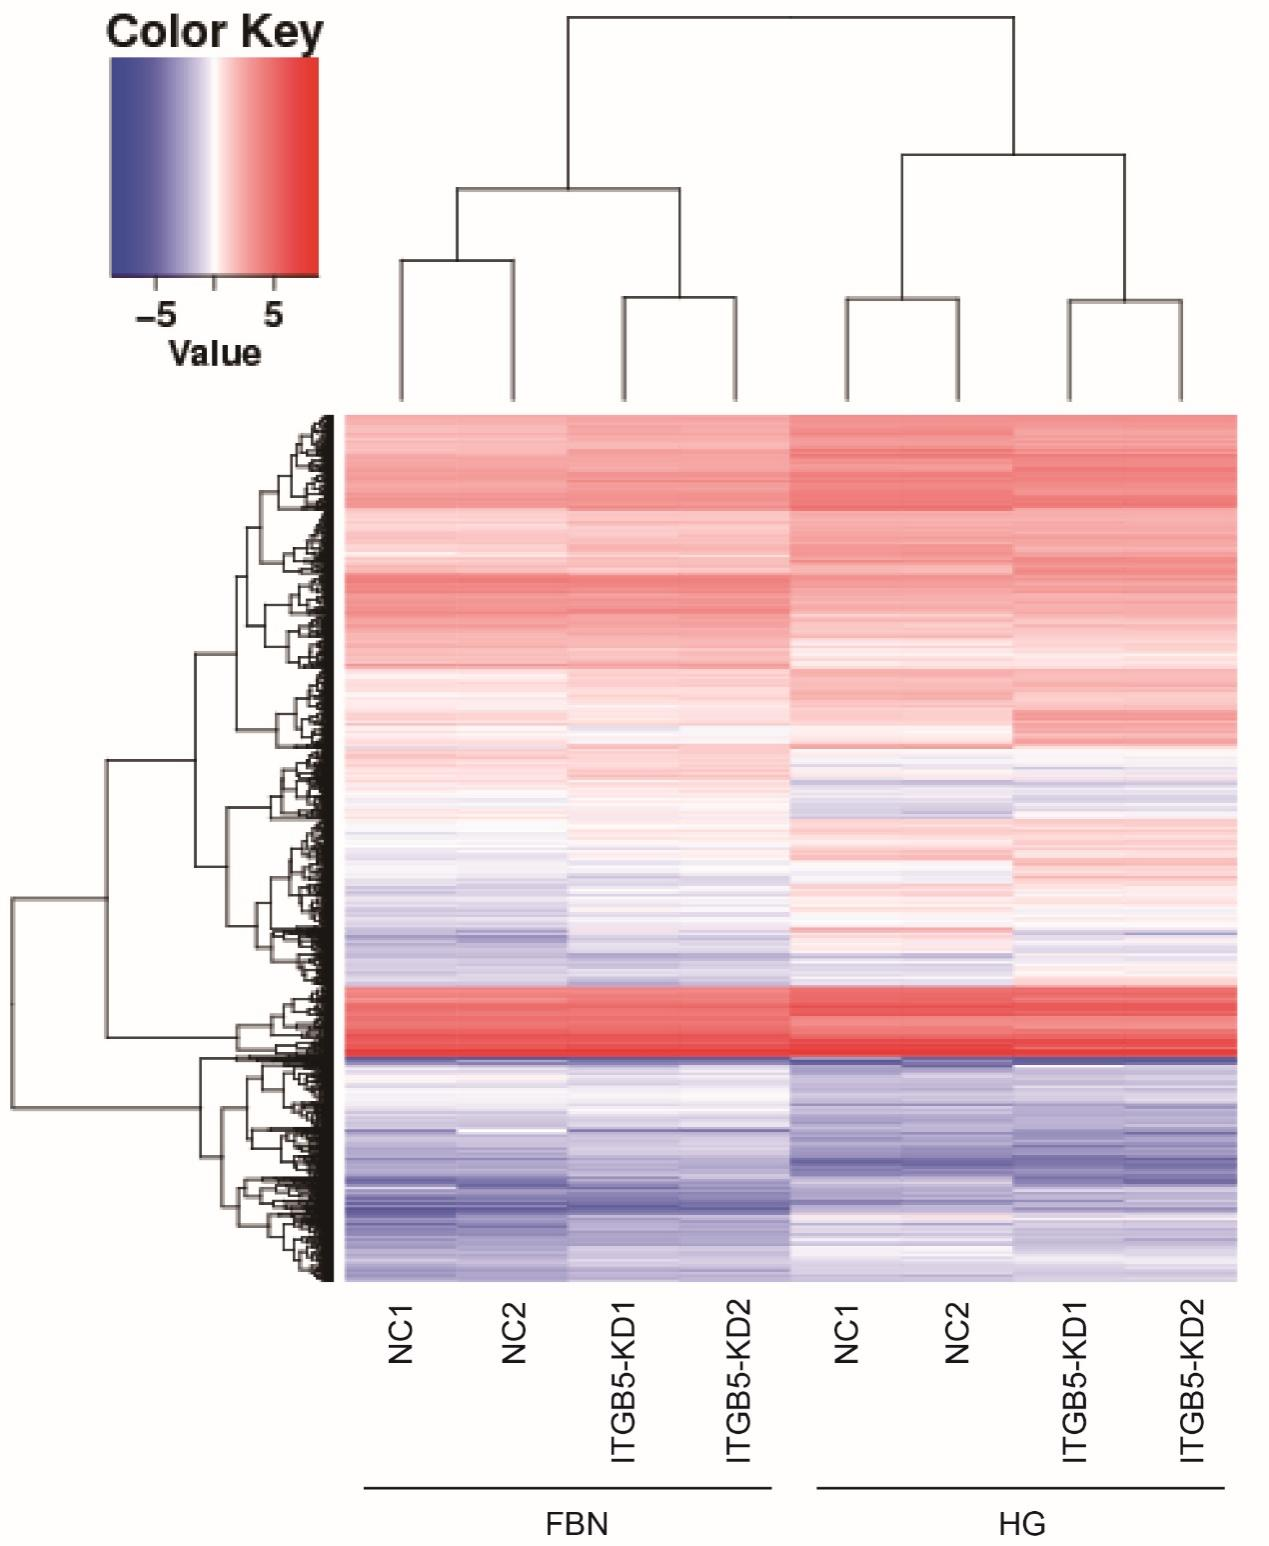 Color Key
−5 5
Value
NC1 NC2 ITGB5-KD1 ITGB5-KD2 NC1 NC2 ITGB5-KD1 ITGB5-KD2
FBN HG